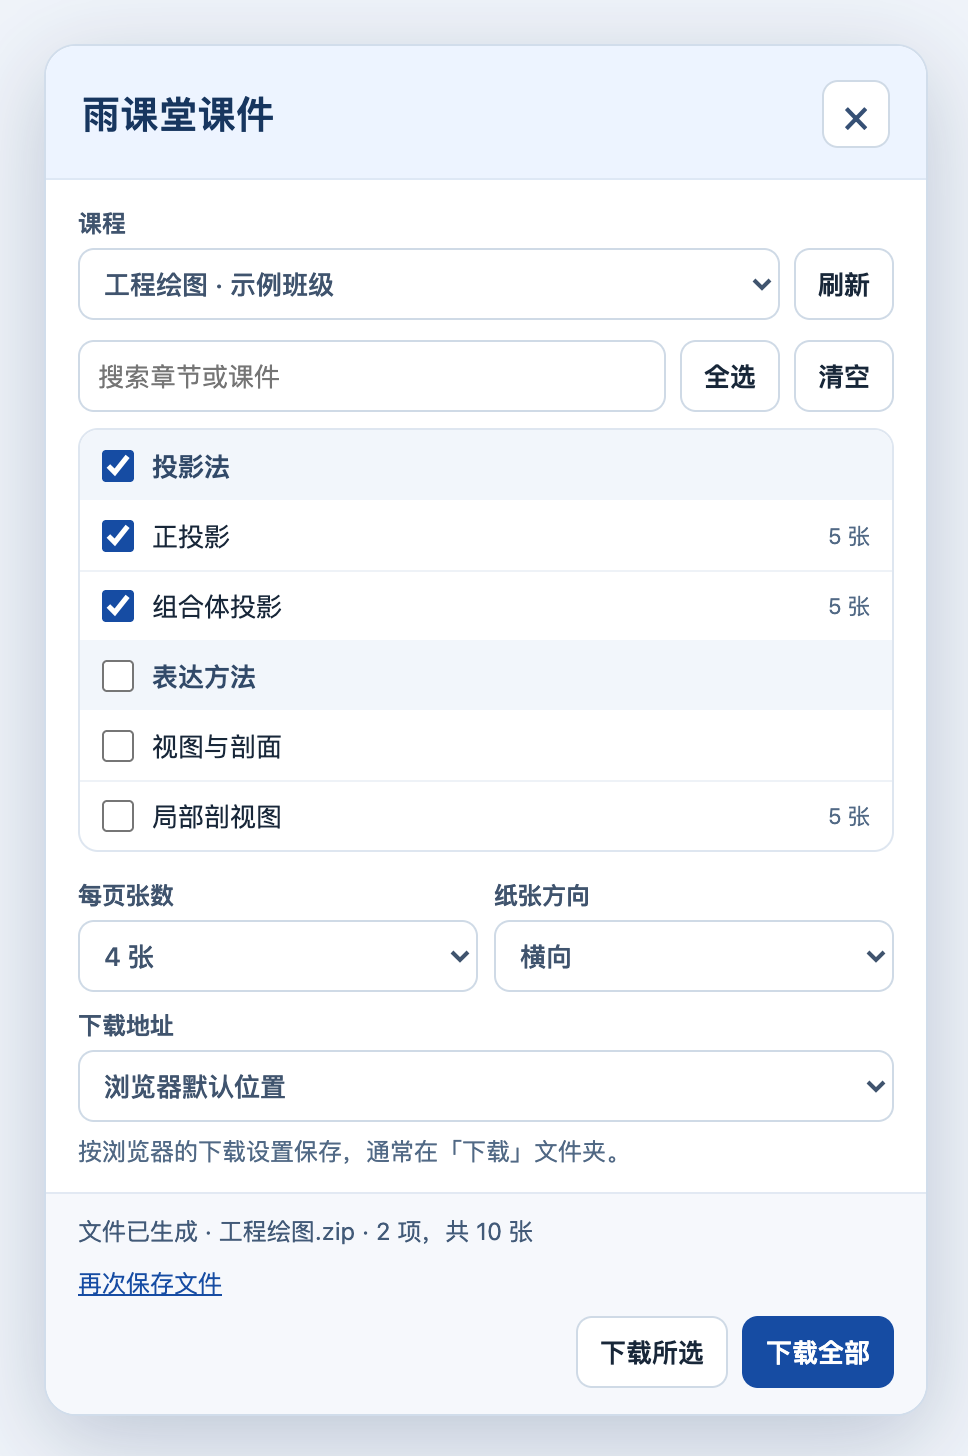 雨课堂课件
课程
工程绘图 · 示例班级
刷新
搜索章节或课件
全选
清空
投影法
正投影 5 张
组合体投影 5 张
表达方法
视图与剖面
局部剖视图 5 张
每页张数 纸张方向
4 张 横向
下载地址
浏览器默认位置
按浏览器的下载设置保存，通常在「下载」文件夹。
文件已生成 · 工程绘图.zip · 2 项，共 10 张
再次保存文件
下载所选 下载全部